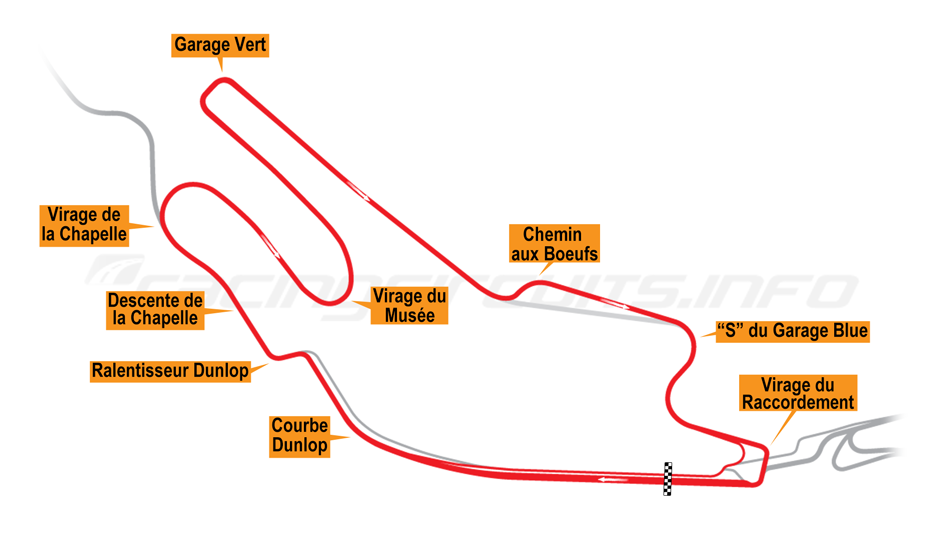 Garage Vert
Virage de
la Chapelle
Chemin
aux Boeufs
Descente de
la Chapelle
Virage du
Musée
“S” du Garage Blue
Ralentisseur Dunlop
Virage du
Raccordement
Courbe
Dunlop
racingcircuits.info